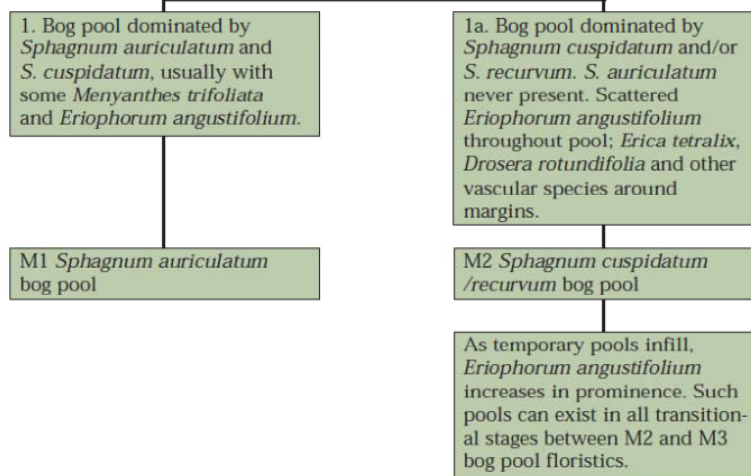 1. Bog pool dominated by
Sphagnum auriculatum and
S. cuspidatum, usually with
some Menyanthes trifoliata
and Eriophorum angustifolium.
M1 Sphagnum auriculatum
bog pool
1a. Bog pool dominated by
Sphagnum cuspidatum and/or
S. recurvum. S. auriculatum
never present. Scattered
Eriophorum angustifolium
throughout pool; Erica tetralix,
Drosera rotundifolia and other
vascular species around
margins.
M2 Sphagnum cuspidatum
/recurvum bog pool
As temporary pools infill,
Eriophorum angustifolium
increases in prominence. Such
pools can exist in all transition-
al stages between M2 and M3
bog pool floristics.